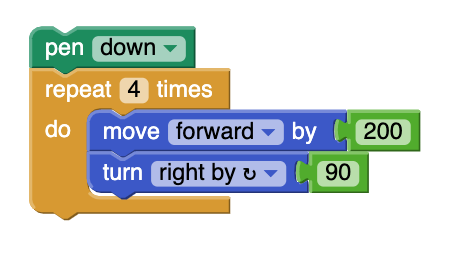 pen down
repeat 4 times
do move forward by 200
turn right by ↻ 90